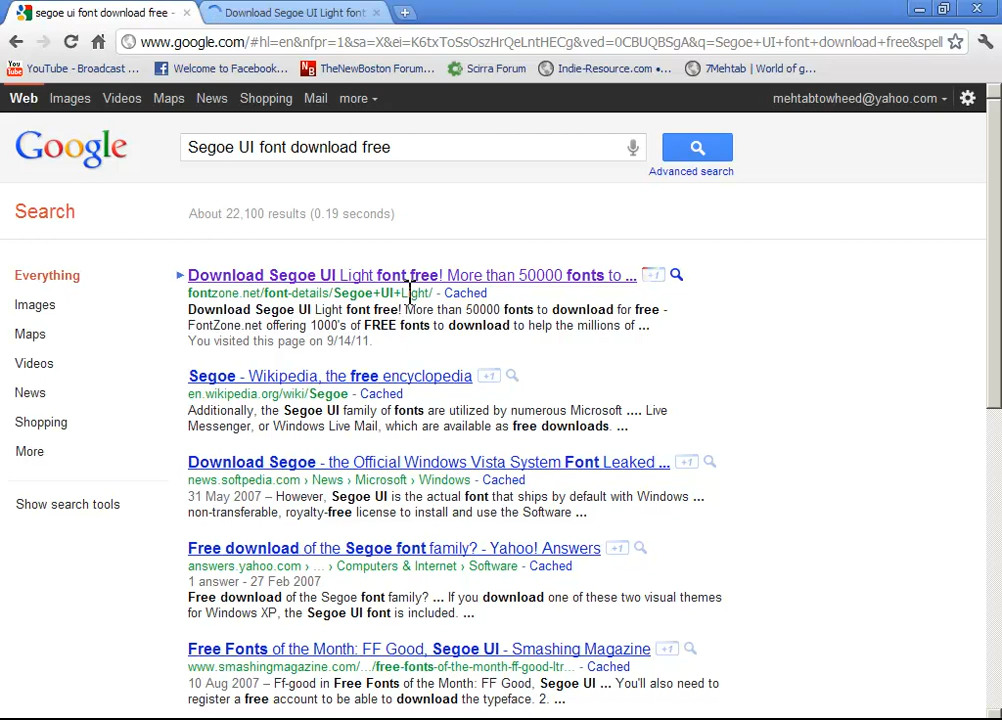 segoe ui font download free -
Download Segoe UI Light font
www.google.com/#hl=en&nfpr=1&sa=X&ei=K6txToSsOszHrQeLntHECg&ved=0CBUQBSgA&q=Segoe+UI+font+download+free&spell
YouTube - Broadcast ...
Welcome to Facebook...
TheNewBoston Forum...
Scirra Forum
Indie-Resource.com •...
7Mehtab | World of g...
Web Images Videos Maps News Shopping Mail more
mehtabtowheed@yahoo.com
Google
Segoe UI font download free
Advanced search
Search
About 22,100 results (0.19 seconds)
Everything
Images
Maps
Videos
News
Shopping
More
Show search tools
Download Segoe UI Light font free! More than 50000 fonts to ... +1
fontzone.net/font-details/Segoe+UI+Light/ - Cached
Download Segoe UI Light font free! More than 50000 fonts to download for free -
FontZone.net offering 1000's of FREE fonts to download to help the millions of ...
You visited this page on 9/14/11.
Segoe - Wikipedia, the free encyclopedia +1
en.wikipedia.org/wiki/Segoe - Cached
Additionally, the Segoe UI family of fonts are utilized by numerous Microsoft .... Live
Messenger, or Windows Live Mail, which are available as free downloads. ...
Download Segoe - the Official Windows Vista System Font Leaked ... +1
news.softpedia.com › News › Microsoft › Windows - Cached
31 May 2007 – However, Segoe UI is the actual font that ships by default with Windows ...
non-transferable, royalty-free license to install and use the Software ...
Free download of the Segoe font family? - Yahoo! Answers +1
answers.yahoo.com › ... › Computers & Internet › Software - Cached
1 answer - 27 Feb 2007
Free download of the Segoe font family? ... If you download one of these two visual themes
for Windows XP, the Segoe UI font is included. ...
Free Fonts of the Month: FF Good, Segoe UI - Smashing Magazine +1
www.smashingmagazine.com/.../free-fonts-of-the-month-ff-good-ltr... - Cached
10 Aug 2007 – Ff-good in Free Fonts of the Month: FF Good, Segoe UI ... You'll also need to
register a free account to be able to download the typeface. 2. ...